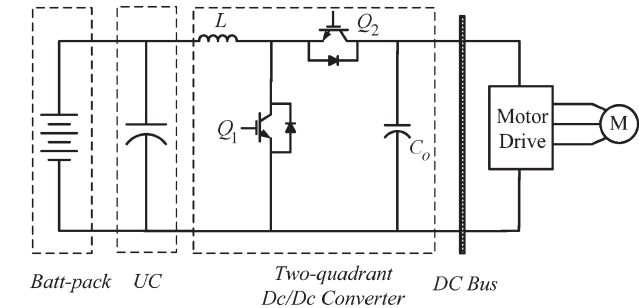 L
Q2
Q1
Co
Motor
Drive
M
Batt-pack
UC
Two-quadrant
Dc/Dc Converter
DC Bus